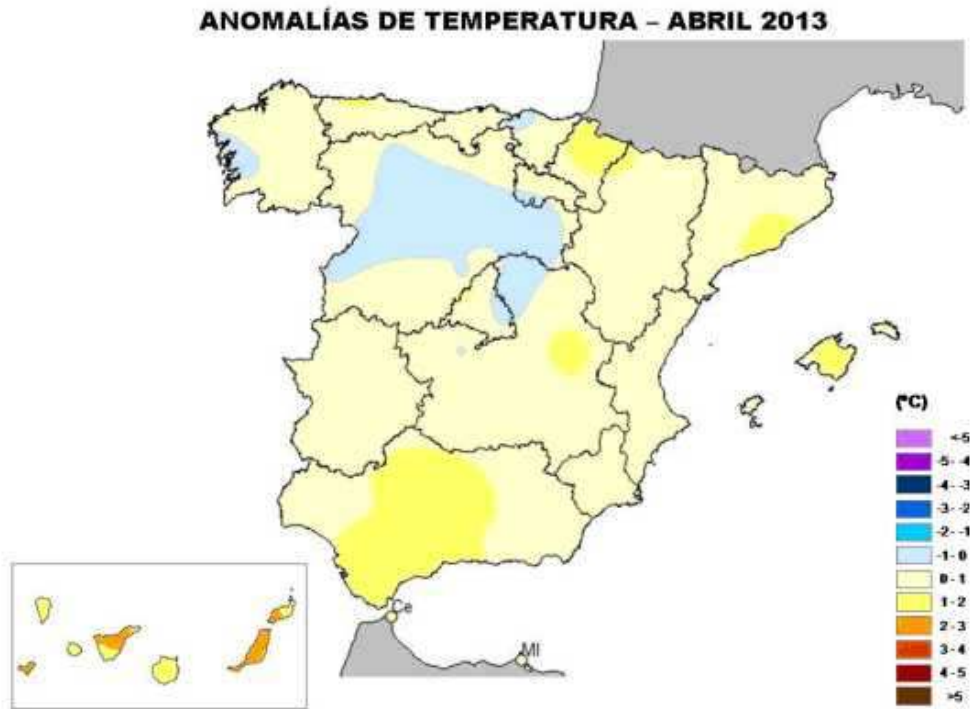 ANOMALÍAS DE TEMPERATURA – ABRIL 2013
(ºC)
<-5
-5 - -4
-4 - -3
-3 - -2
-2 - -1
-1 - 0
0 - 1
1 - 2
2 - 3
3 - 4
4 - 5
>5
Ce
Ml